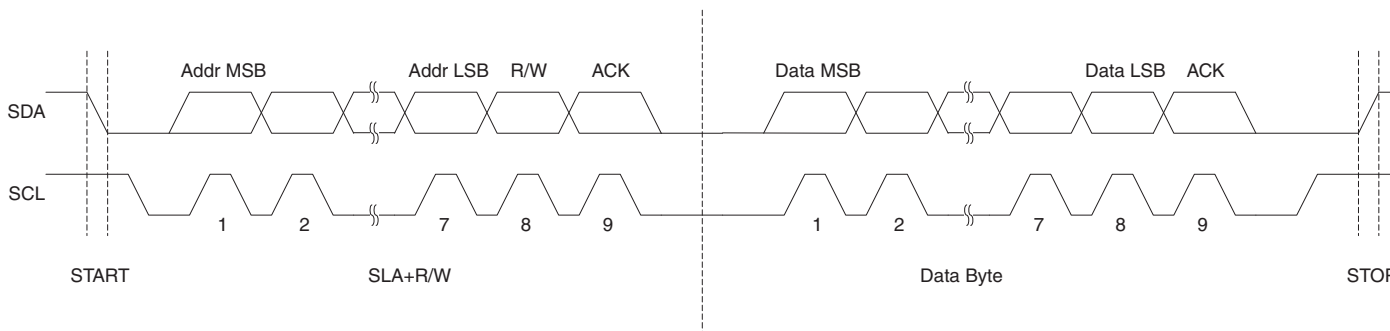 Addr MSB Addr LSB R/W ACK Data MSB Data LSB ACK
SDA
SCL
1 2 7 8 9 1 2 7 8 9
START SLA+R/W Data Byte STOP